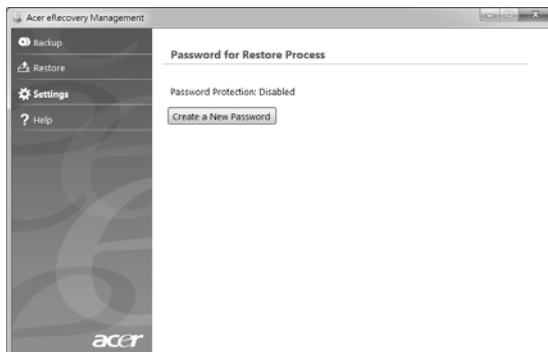 Acer eRecovery Management
Backup
Restore
Settings
Help
Password for Restore Process
Password Protection: Disabled
Create a New Password
acer